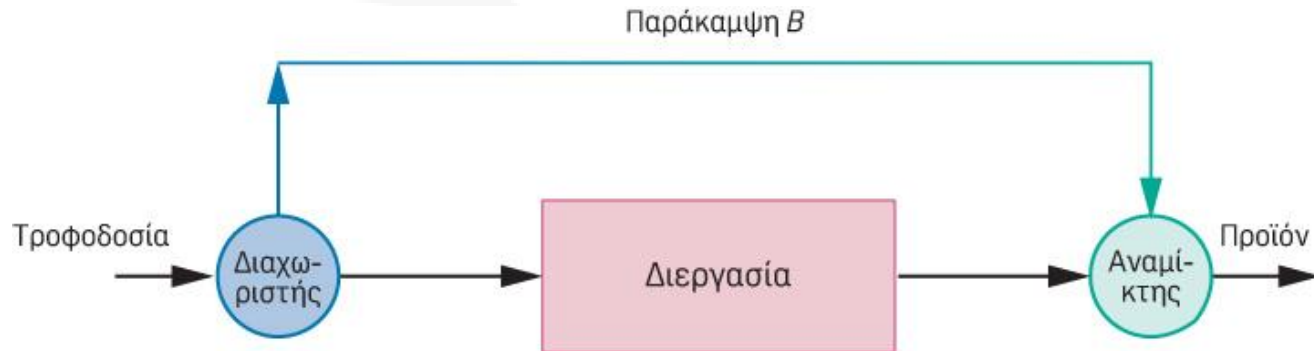 Παράκαμψη B
Τροφοδοσία
Διαχω-
ριστής
Διεργασία
Αναμί-
κτης
Προϊόν